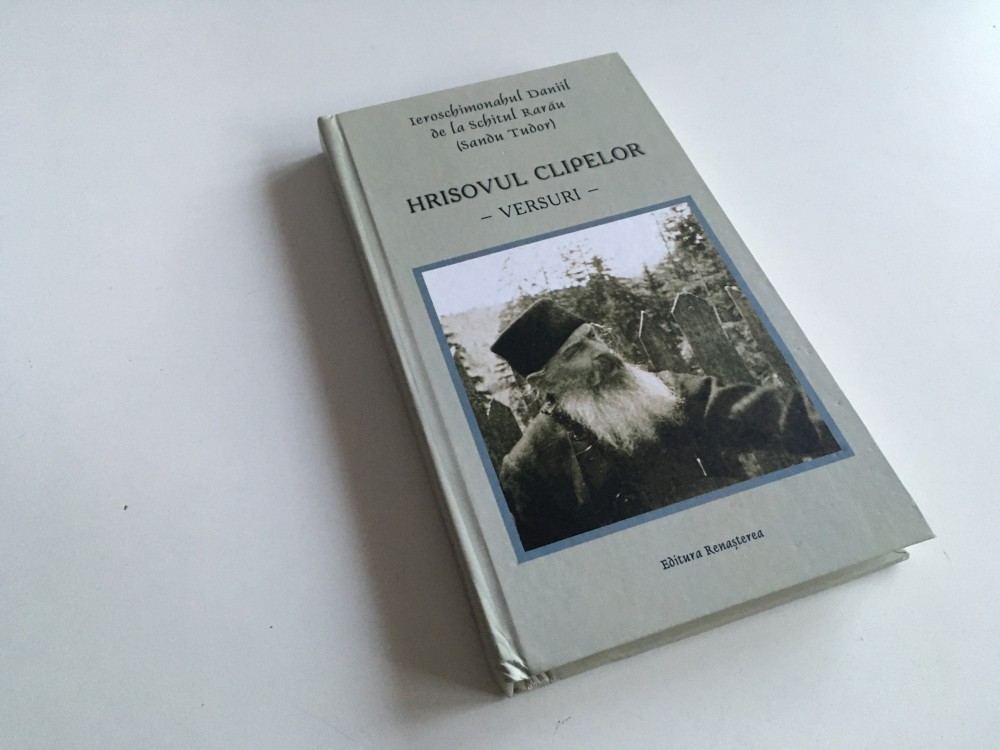 Ieroschimonahul Daniil
de la Schitul Rarău
(Sandu Tudor)
HRISOVUL CLIPELOR
– VERSURI –
Editura Renașterea